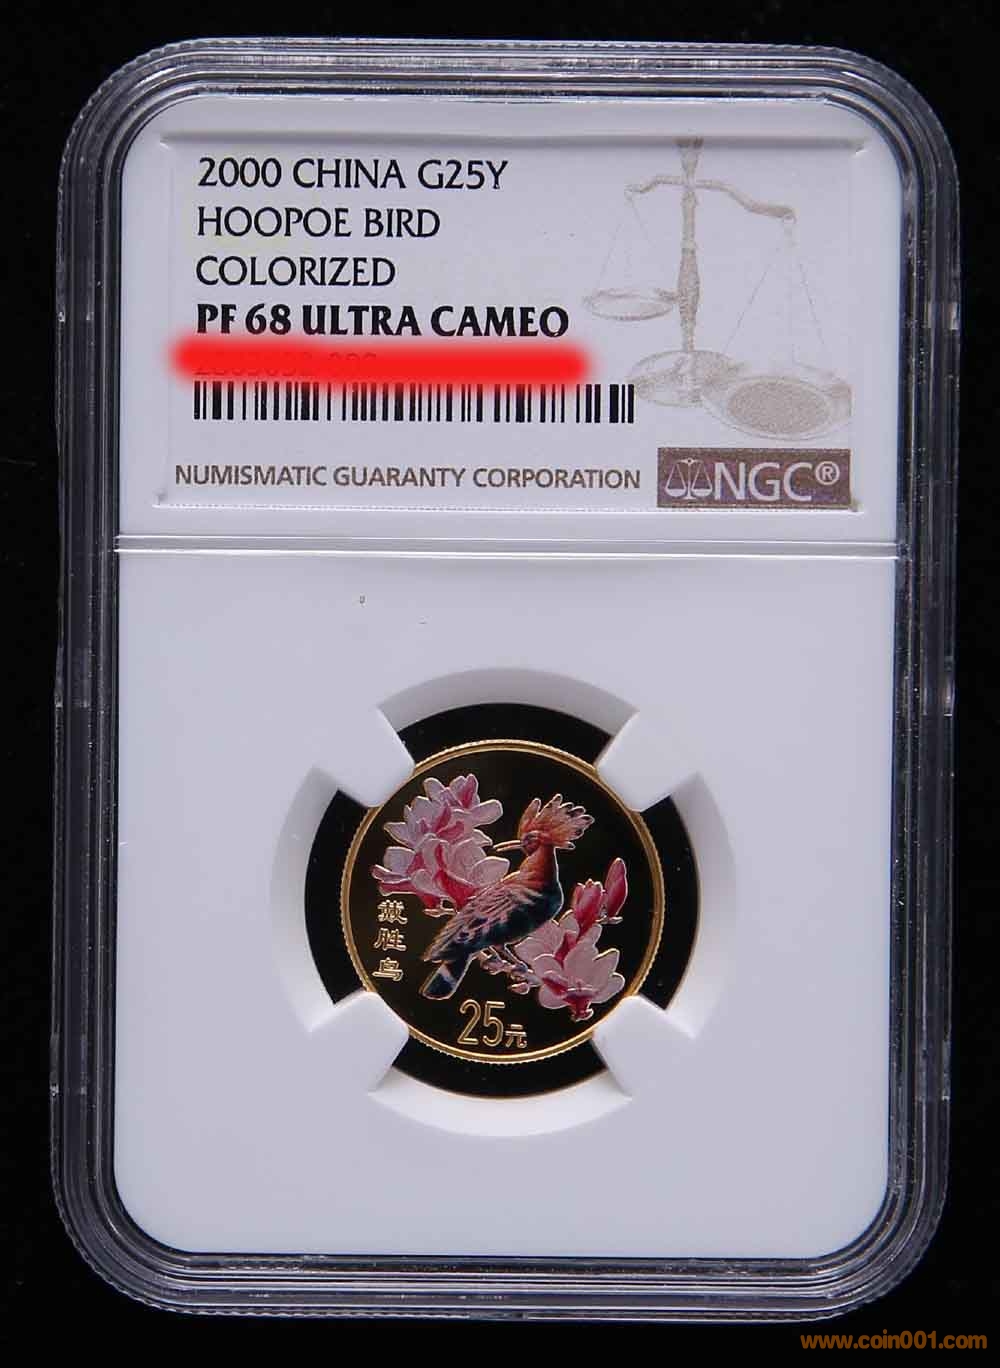 2000 CHINA G25Y
HOOPOE BIRD
COLORIZED
PF 68 ULTRA CAMEO
NUMISMATIC GUARANTY CORPORATION
NGC®
戴胜鸟
25元
www.coin001.com